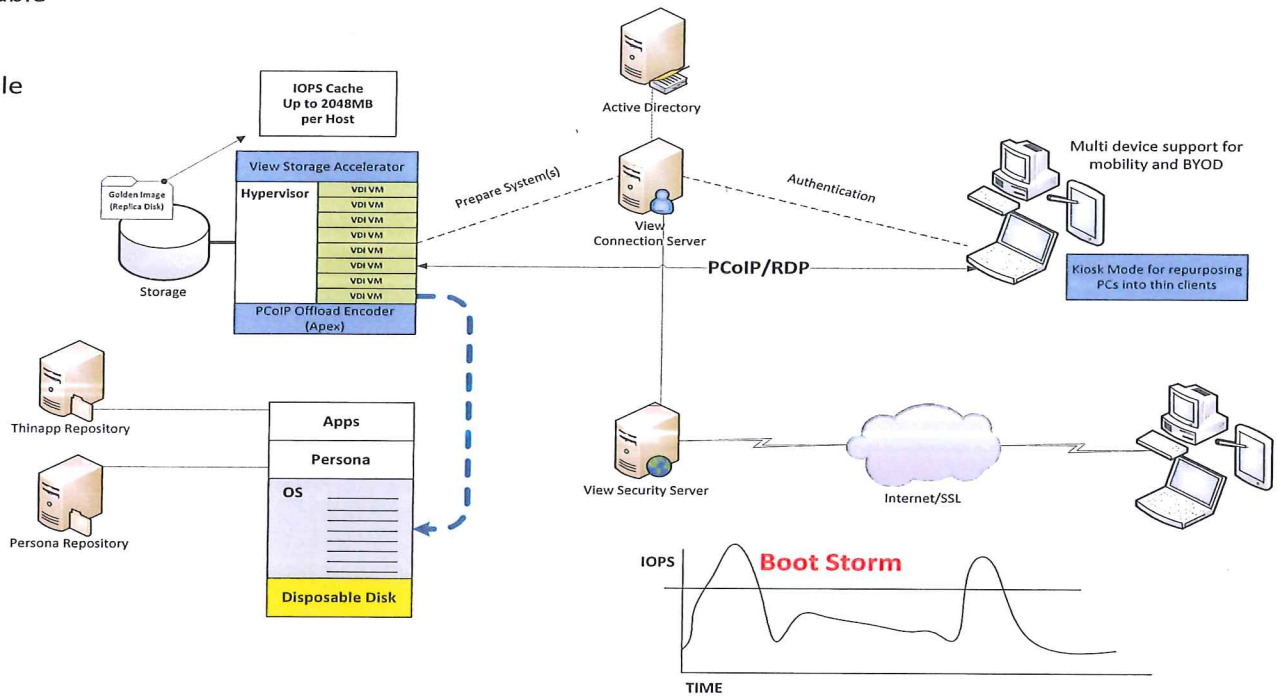 le
IOPS Cache
Up to 2048MB
per Host
Active Directory
View Storage Accelerator
Golden Image
(Replica Disk)
Hypervisor
VDI VM
VDI VM
VDI VM
VDI VM
VDI VM
VDI VM
VDI VM
VDI VM
Storage
PCoIP Offload Encoder
(Apex)
Prepare System(s)
View
Connection Server
Authentication
PCoIP/RDP
Multi device support for
mobility and BYOD
Kiosk Mode for repurposing
PCs into thin clients
Thinapp Repository
Persona Repository
Apps
Persona
OS
Disposable Disk
View Security Server
Internet/SSL
IOPS
Boot Storm
TIME